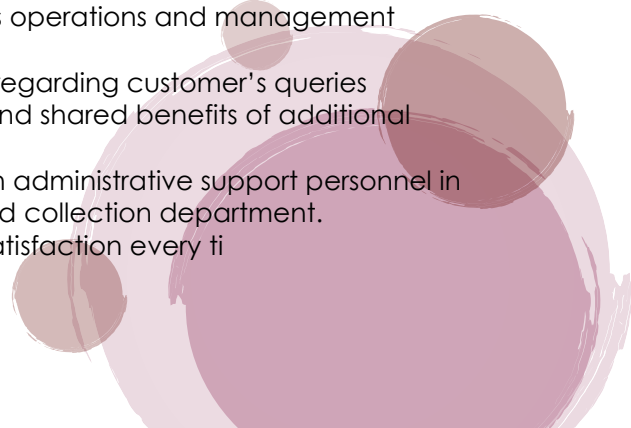 s operations and management
egarding customer’s queries
nd shared benefits of additional
n administrative support personnel in
d collection department.
atisfaction every ti